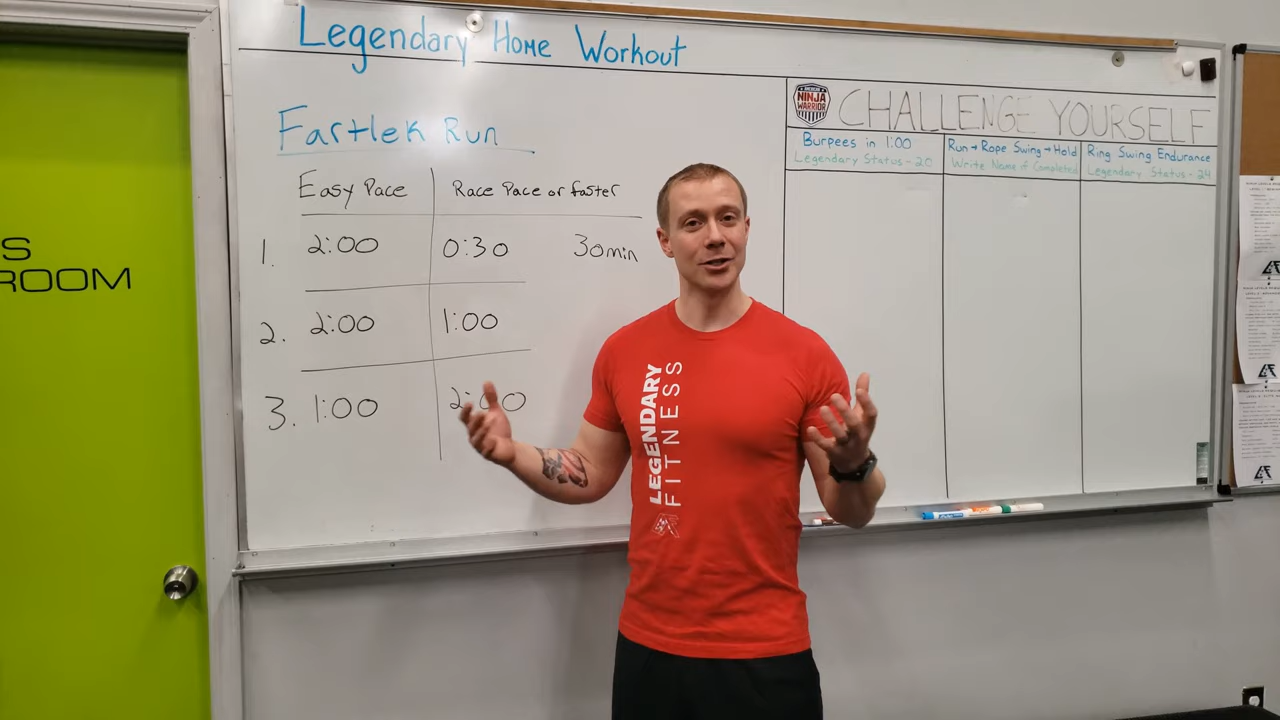 Legendary Home Workout
Fartlek Run
Easy Pace Race Pace or faster
1. 2:00 0:30 30min
2. 2:00 1:00
3. 1:00 2:00
NINJA
WARRIOR
CHALLENGE YOURSELF
Burpees in 1:00
Legendary Status - 20
Run → Rope Swing → Hold
Write Name if Completed
Ring Swing Endurance
Legendary Status - 24
S
ROOM
LEGENDARY
FITNESS